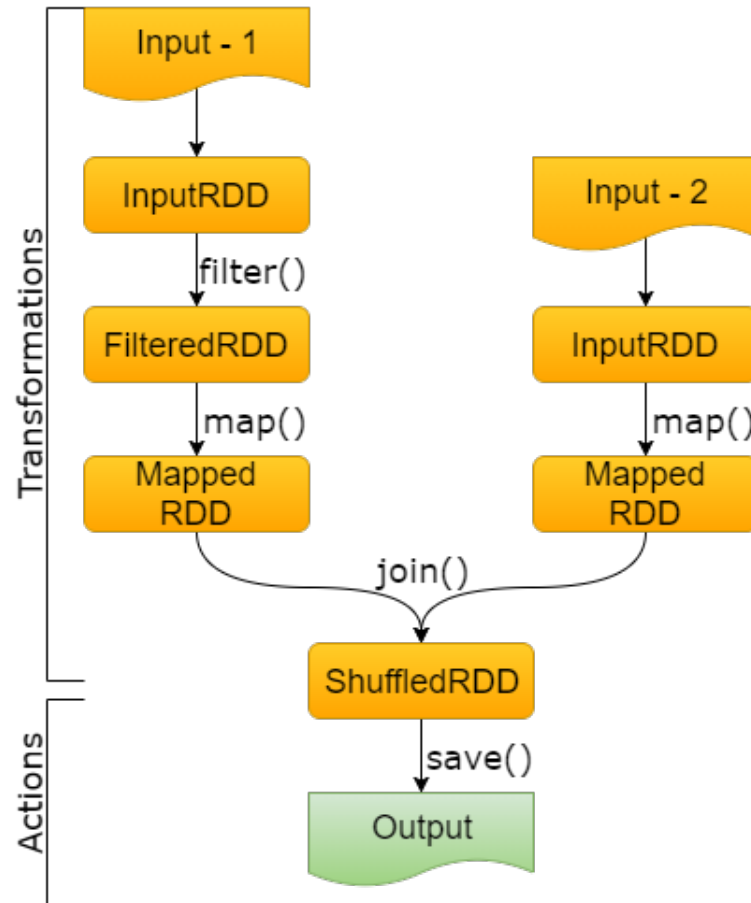 Input - 1
InputRDD
Input - 2
filter()
FilteredRDD
InputRDD
map()
map()
Mapped
RDD
Mapped
RDD
join()
ShuffledRDD
save()
Output
Transformations
Actions